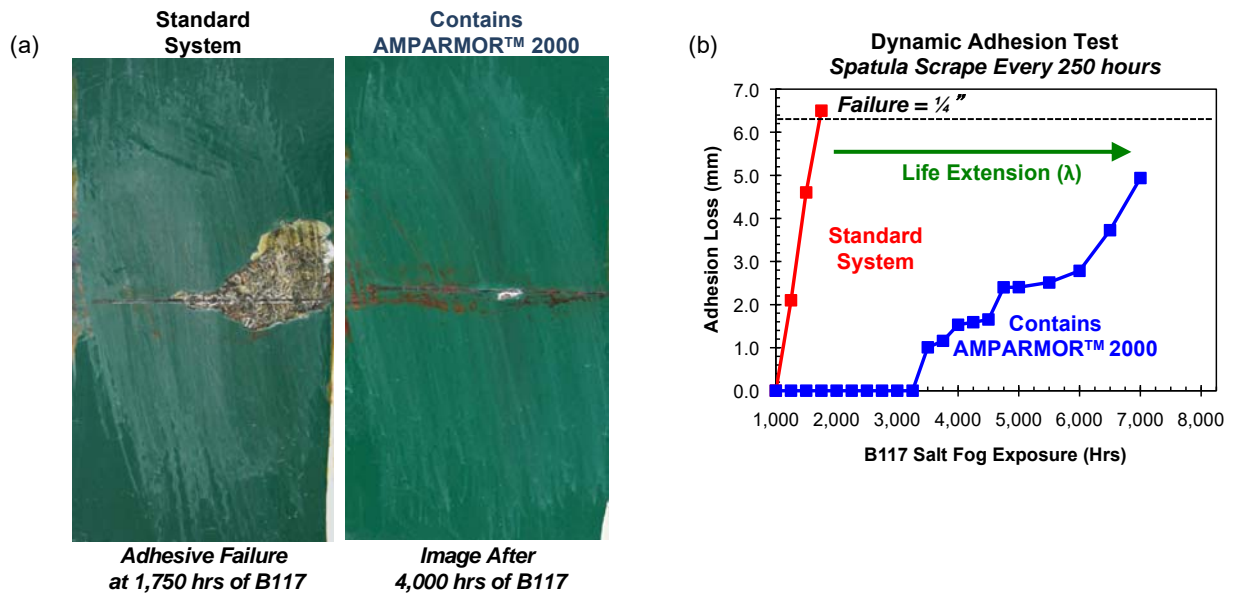 (a)
Standard
System
Contains
AMPARMOR™ 2000
Adhesive Failure
at 1,750 hrs of B117
Image After
4,000 hrs of B117
(b)
Dynamic Adhesion Test
Spatula Scrape Every 250 hours
7.0
6.0
5.0
4.0
3.0
2.0
1.0
0.0
Adhesion Loss (mm)
Failure = ¼”
Life Extension (λ)
Standard
System
Contains
AMPARMOR™ 2000
1,000 2,000 3,000 4,000 5,000 6,000 7,000 8,000
B117 Salt Fog Exposure (Hrs)